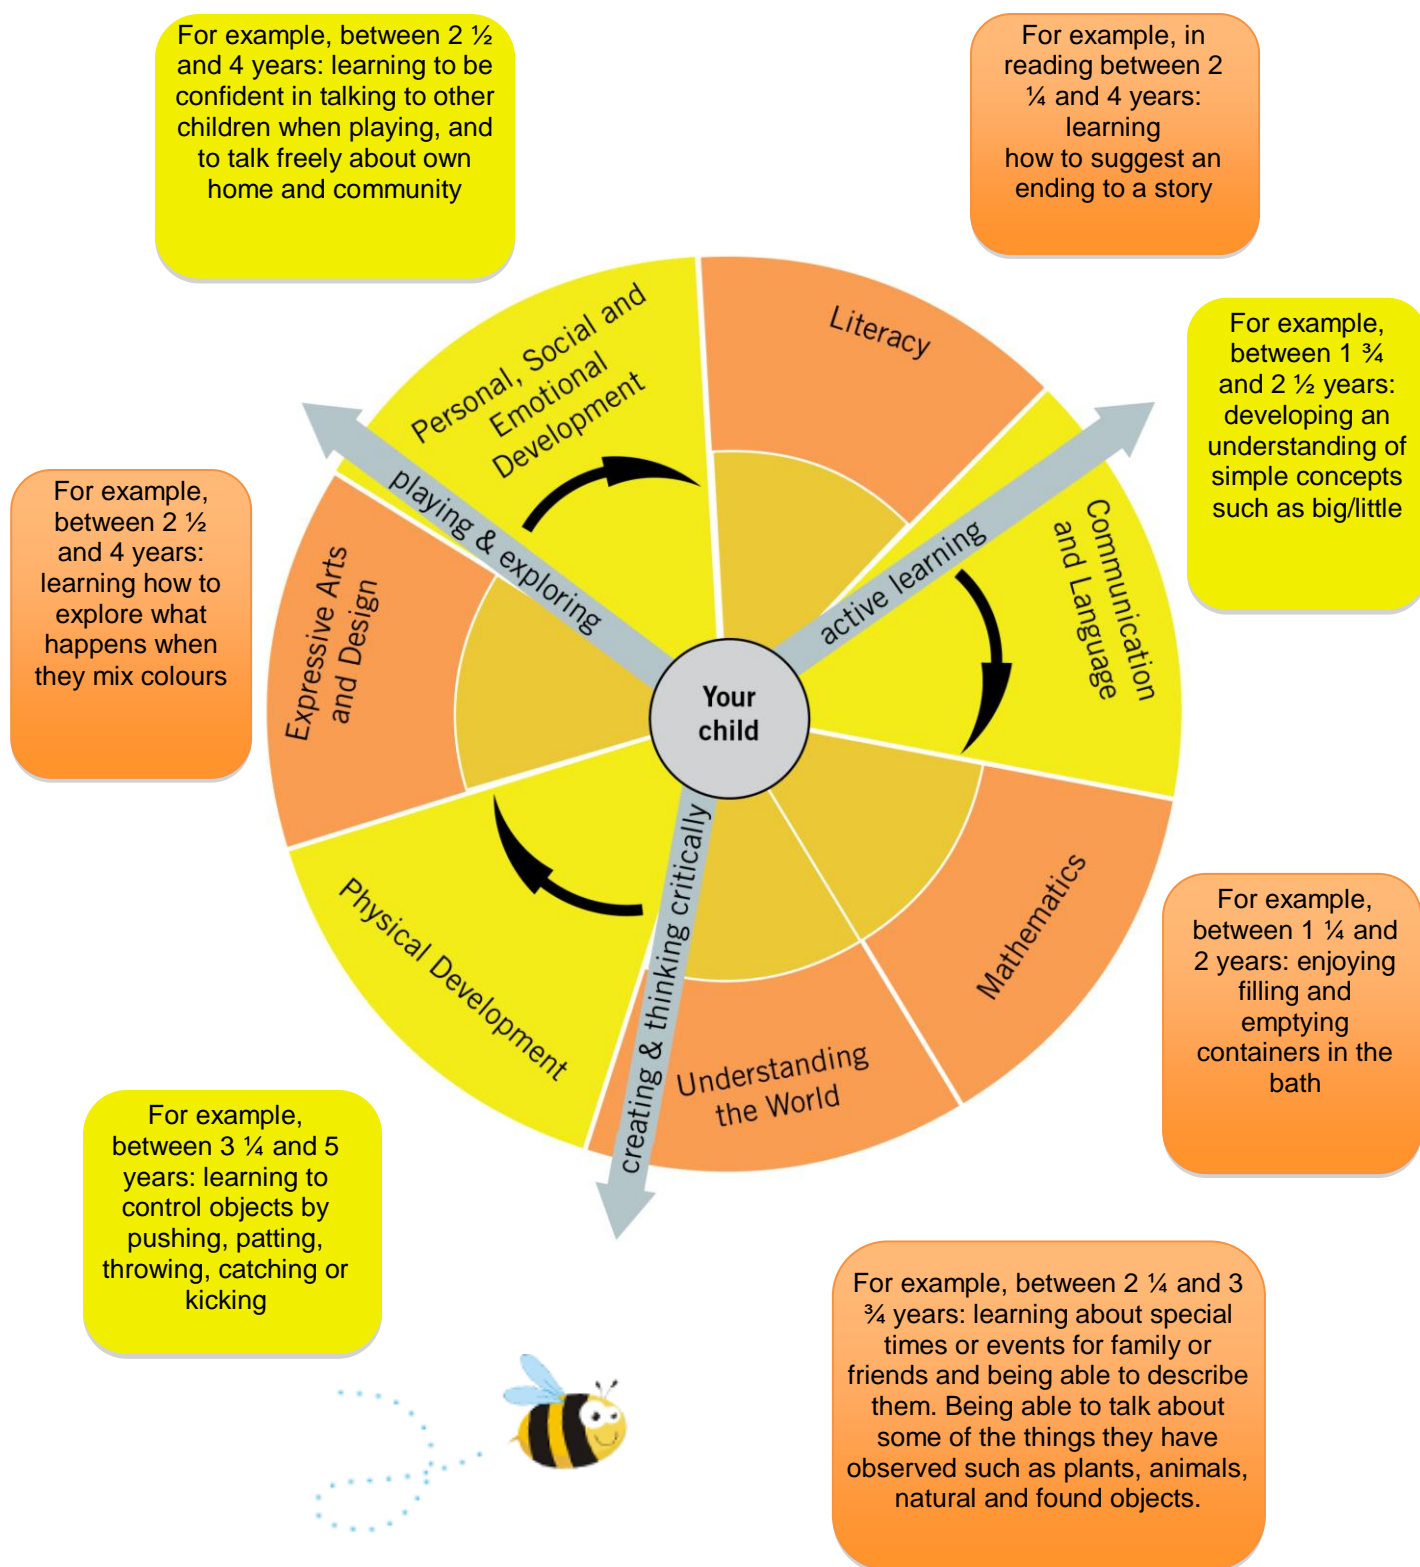 For example, between 2 ½
and 4 years: learning to be
confident in talking to other
children when playing, and
to talk freely about own
home and community
For example, in
reading between 2
¼ and 4 years:
learning
how to suggest an
ending to a story
For example,
between 1 ¾
and 2 ½ years:
developing an
understanding of
simple concepts
such as big/little
For example,
between 2 ½
and 4 years:
learning how to
explore what
happens when
they mix colours
Personal, Social and
Emotional
Development
Literacy
Communication
and Language
playing & exploring
active learning
Expressive Arts
and Design
Your
child
creating & thinking critically
Physical Development
Understanding
the World
Mathematics
For example,
between 1 ¼ and
2 years: enjoying
filling and
emptying
containers in the
bath
For example,
between 3 ¼ and 5
years: learning to
control objects by
pushing, patting,
throwing, catching or
kicking
For example, between 2 ¼ and 3
¾ years: learning about special
times or events for family or
friends and being able to describe
them. Being able to talk about
some of the things they have
observed such as plants, animals,
natural and found objects.